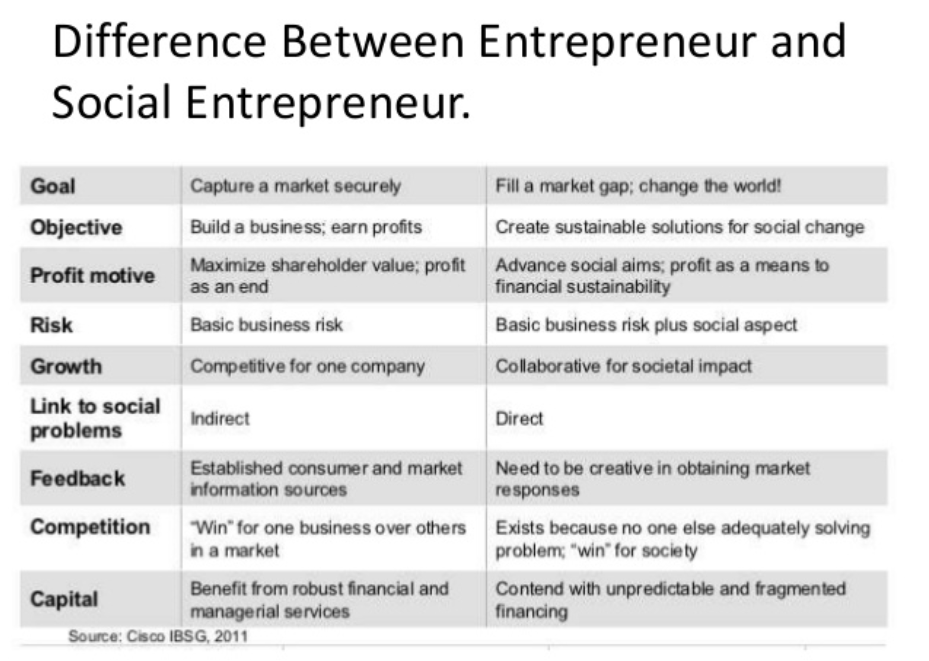 Difference Between Entrepreneur and
Social Entrepreneur.
Goal
Capture a market securely
Fill a market gap; change the world!
Objective
Build a business; earn profits
Create sustainable solutions for social change
Profit motive
Maximize shareholder value; profit
as an end
Advance social aims; profit as a means to
financial sustainability
Risk
Basic business risk
Basic business risk plus social aspect
Growth
Competitive for one company
Collaborative for societal impact
Link to social
problems
Indirect
Direct
Feedback
Established consumer and market
information sources
Need to be creative in obtaining market
responses
Competition
"Win" for one business over others
in a market
Exists because no one else adequately solving
problem; "win" for society
Capital
Benefit from robust financial and
managerial services
Contend with unpredictable and fragmented
financing
Source: Cisco IBSG, 2011